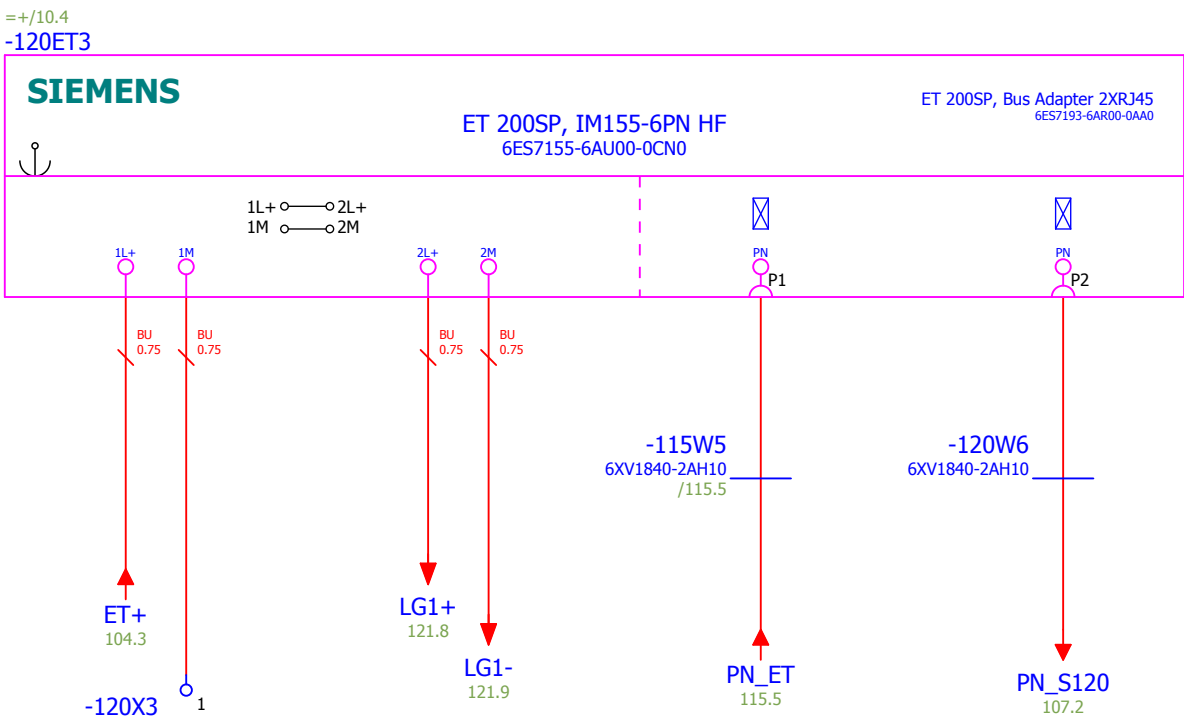 =+/10.4
-120ET3
SIEMENS
ET 200SP, Bus Adapter 2XRJ45
6ES7193-6AR00-0AA0
ET 200SP, IM155-6PN HF
6ES7155-6AU00-0CN0
1L+ 2L+
1M 2M
1L+ 1M 2L+ 2M PN PN
P1 P2
BU BU BU BU
0.75 0.75 0.75 0.75
-115W5 -120W6
6XV1840-2AH10 6XV1840-2AH10
/115.5
ET+ LG1+
104.3 121.8
LG1- PN_ET PN_S120
121.9 115.5 107.2
-120X3 1